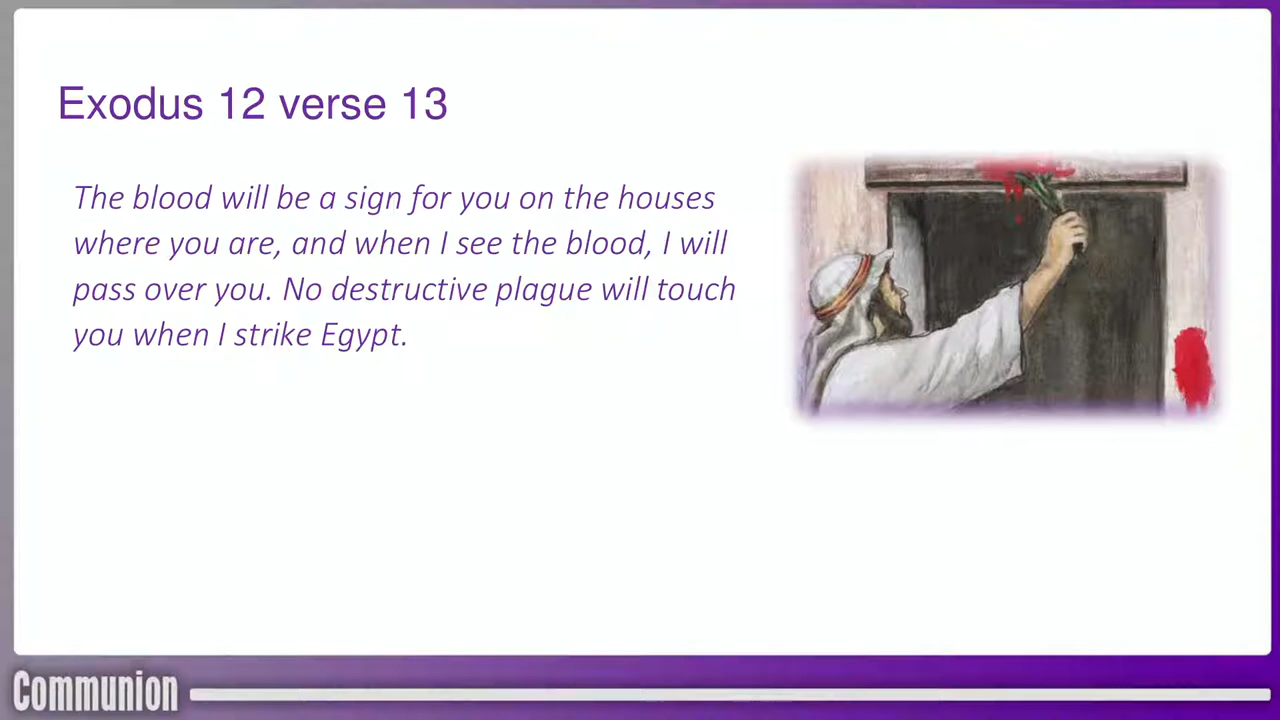 Exodus 12 verse 13
The blood will be a sign for you on the houses
where you are, and when I see the blood, I will
pass over you. No destructive plague will touch
you when I strike Egypt.
Communion